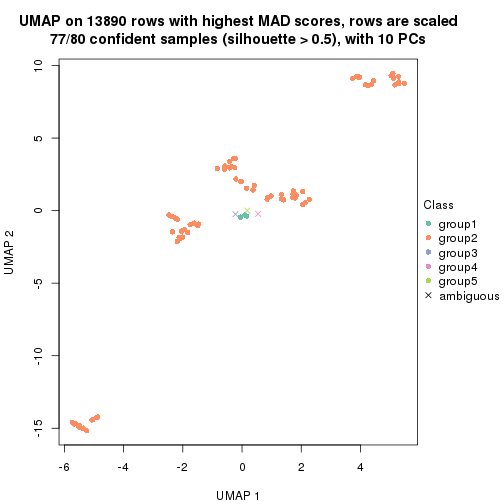 UMAP on 13890 rows with highest MAD scores, rows are scaled
77/80 confident samples (silhouette > 0.5), with 10 PCs
10
5
0
-5
-10
-15
UMAP 2
-6
-4
-2
0
2
4
UMAP 1
Class
group1
group2
group3
group4
group5
ambiguous